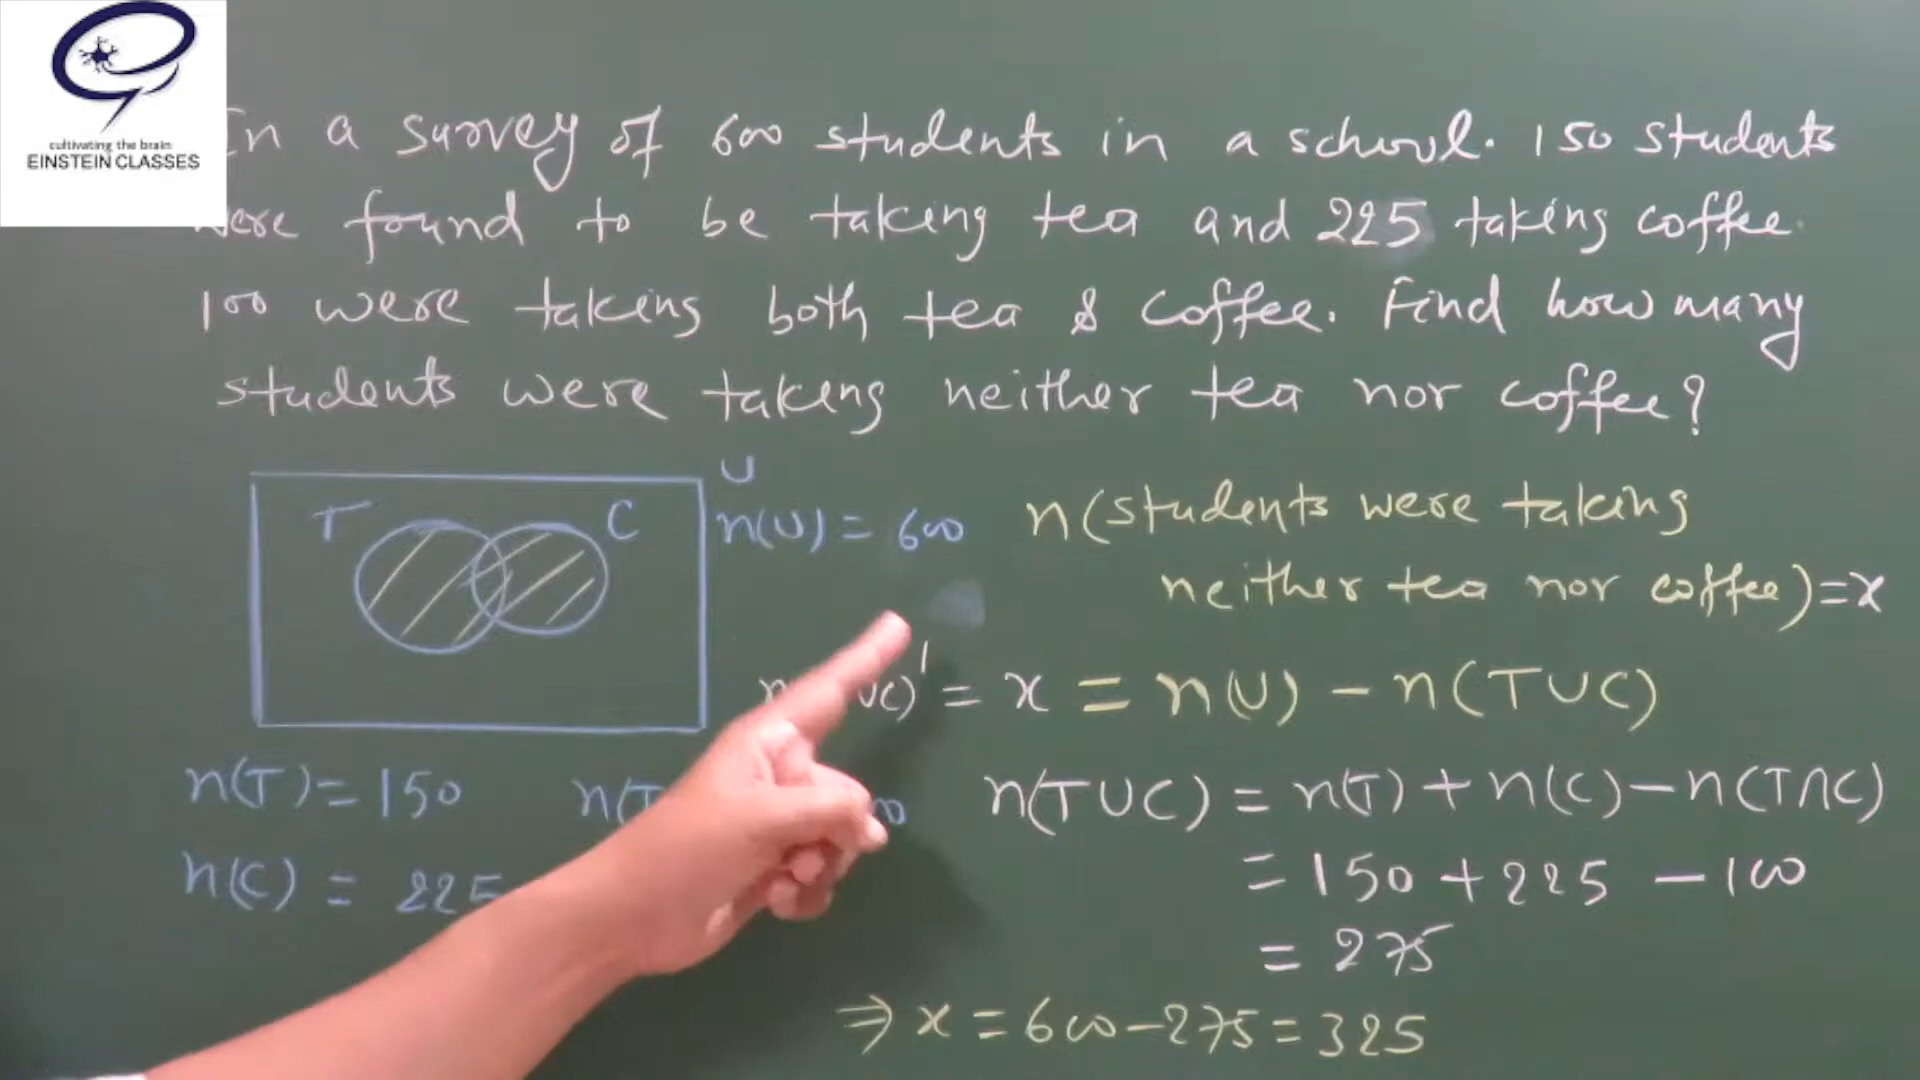 cultivating the brain
EINSTEIN CLASSES
In a survey of 600 students in a school. 150 students
were found to be taking tea and 225 taking coffee.
100 were taking both tea & coffee. Find how many
students were taking neither tea nor coffee?
U
T C
n(U) = 600
n(students were taking
neither tea nor coffee) = x
UC)' = x = n(U) - n(TUC)
n(T) = 150
n(C) = 225
n(TUC) = n(T) + n(C) - n(T∩C)
= 150 + 225 - 100
= 275
⇒ x = 600 - 275 = 325